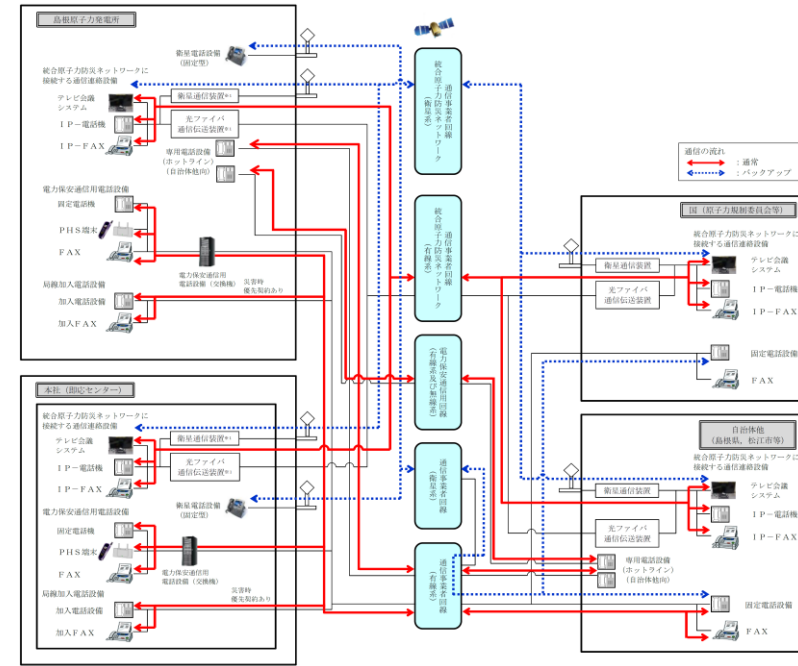 島根原子力発電所
衛星電話設備
(固定型)
統合原子力防災ネットワークに
接続する通信連絡設備
テレビ会議
システム
IP-電話機
IP-FAX
衛星通信装置※1
光ファイバ
通信伝送装置※1
専用電話設備
(ホットライン)
(自治体他向)
電力保安通信用電話設備
固定電話機
PHS端末
FAX
電力保安通信用
電話設備(交換機)
局線加入電話設備
災害時
優先契約あり
加入電話設備
加入FAX
本社(即応センター)
統合原子力防災ネットワークに
接続する通信連絡設備
テレビ会議
システム
IP-電話機
IP-FAX
衛星通信装置※1
光ファイバ
通信伝送装置※1
衛星電話設備
(固定型)
電力保安通信用電話設備
固定電話機
PHS端末
FAX
電力保安通信用
電話設備(交換機)
局線加入電話設備
災害時
優先契約あり
加入電話設備
加入FAX
通信事業者回線
統合原子力防災ネットワーク
(衛星系)
通信事業者回線
統合原子力防災ネットワーク
(有線系)
電力保安通信用回線
(有線系及び無線系)
通信事業者回線
(衛星系)
通信事業者回線
(有線系)
通信の流れ
:通常
:バックアップ
国(原子力規制委員会等)
統合原子力防災ネットワークに
接続する通信連絡設備
衛星通信装置
光ファイバ
通信伝送装置
テレビ会議
システム
IP-電話機
IP-FAX
固定電話設備
FAX
自治体他
(島根県,松江市等)
統合原子力防災ネットワークに
接続する通信連絡設備
衛星通信装置
光ファイバ
通信伝送装置
テレビ会議
システム
IP-電話機
IP-FAX
専用電話設備
(ホットライン)
(自治体他向)
固定電話設備
FAX